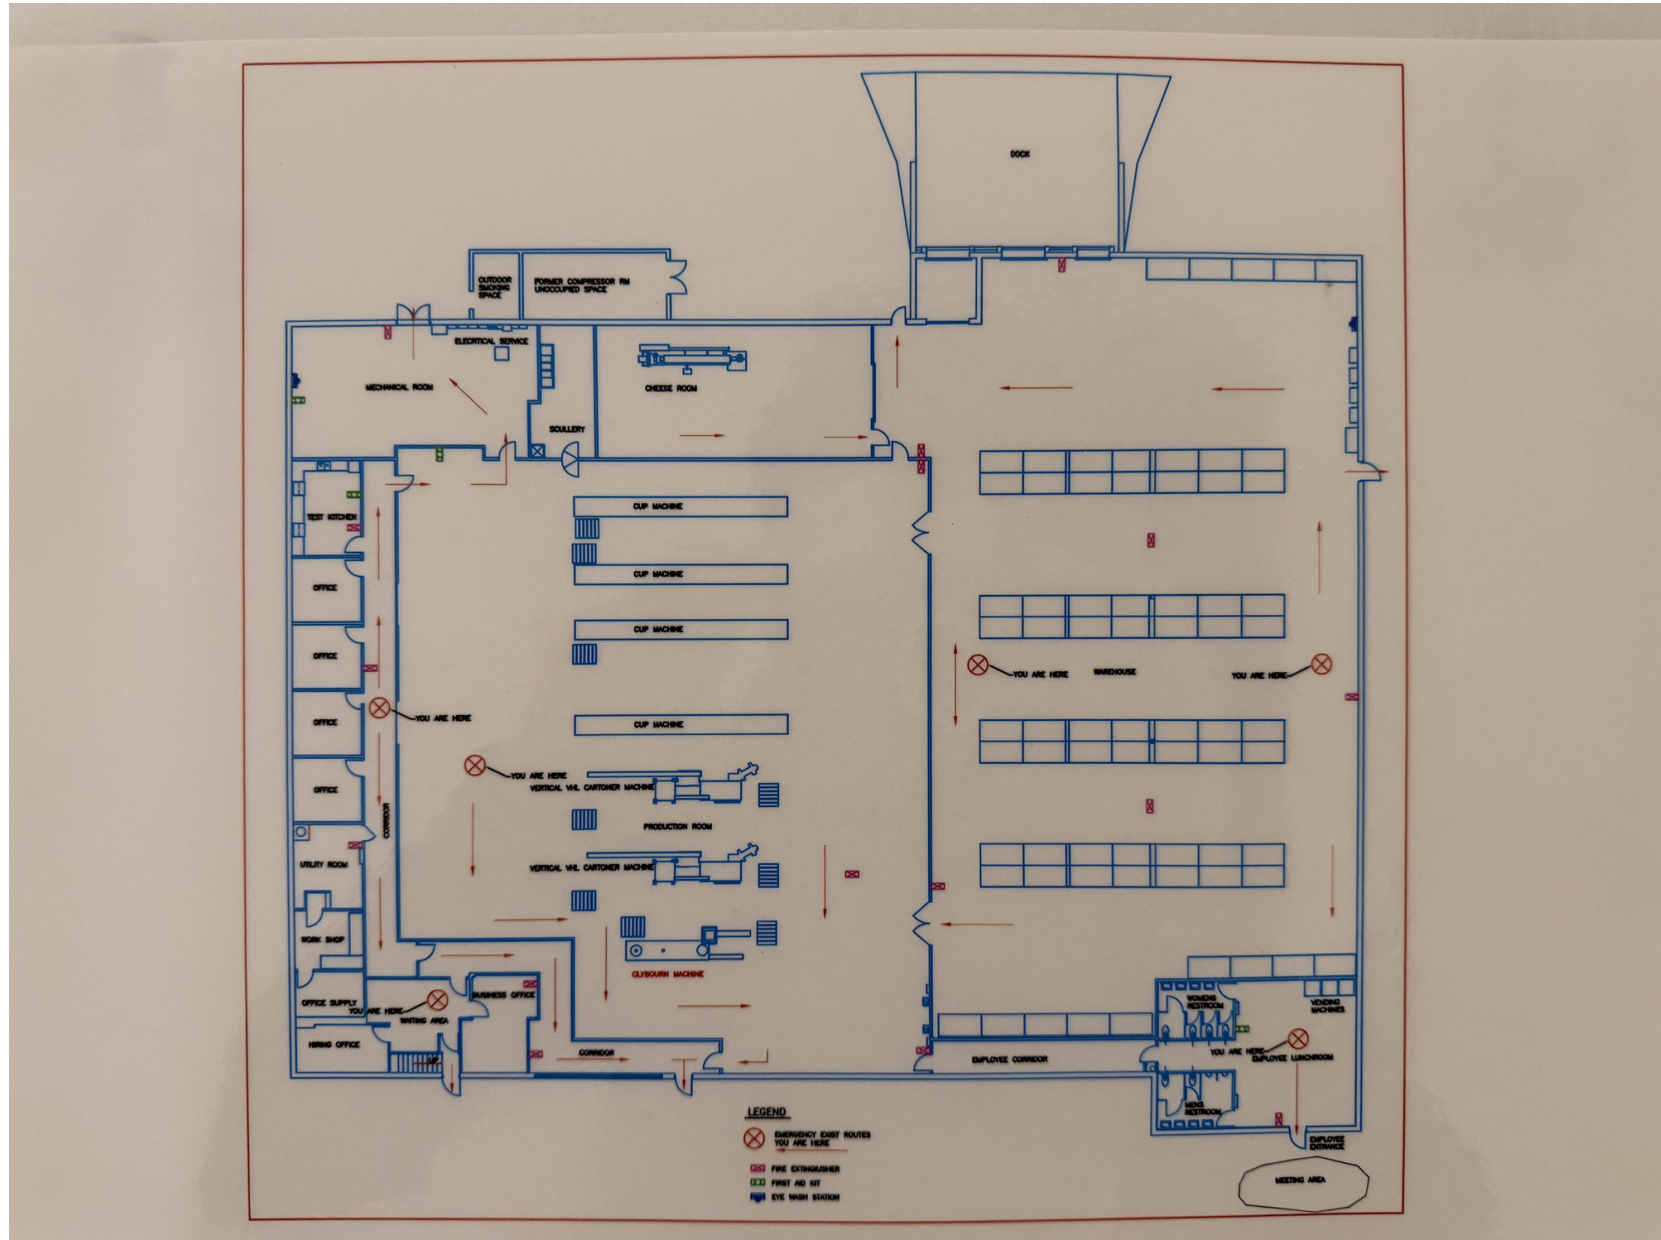 DOCK
OUTDOOR
SMOKING
SPACE
FORMER COMPRESSOR RM
UNOCCUPIED SPACE
ELECRTICAL SERVICE
MECHANICAL ROOM
CHEESE ROOM
SCULLERY
TEST KITCHEN
CUP MACHINE
CUP MACHINE
OFFICE
CUP MACHINE
OFFICE
YOU ARE HERE
WAREHOUSE
YOU ARE HERE
OFFICE
YOU ARE HERE
CUP MACHINE
YOU ARE HERE
VERTICAL VHL CARTONER MACHINE
OFFICE
CORRIDOR
PRODUCTION ROOM
UTILITY ROOM
VERTICAL VHL CARTONER MACHINE
WORK SHOP
CLYBOURN MACHINE
OFFICE SUPPLY
YOU ARE HERE
WAITING AREA
BUSINESS OFFICE
HIRING OFFICE
UP
CORRIDOR
EMPLOYEE CORRIDOR
WOMENS
RESTROOM
VENDING
MACHINES
YOU ARE HERE
EMPLOYEE LUNCHROOM
MENS
RESTROOM
EMPLOYEE
ENTRANCE
MEETING AREA
LEGEND
EMERGENCY EXIST ROUTES
YOU ARE HERE
FIRE EXTINGIUSHER
FIRST AID KIT
EYE WASH STATION